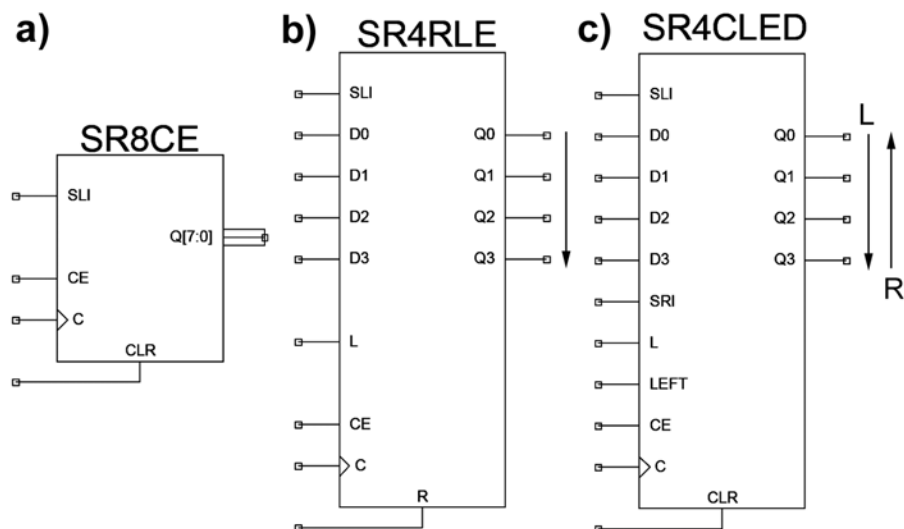 a)
SR8CE
SLI
CE
C
CLR
Q[7:0]
b)
SR4RLE
SLI
D0
D1
D2
D3
L
CE
C
R
Q0
Q1
Q2
Q3
c)
SR4CLED
SLI
D0
D1
D2
D3
SRI
L
LEFT
CE
C
CLR
Q0
Q1
Q2
Q3
L
R